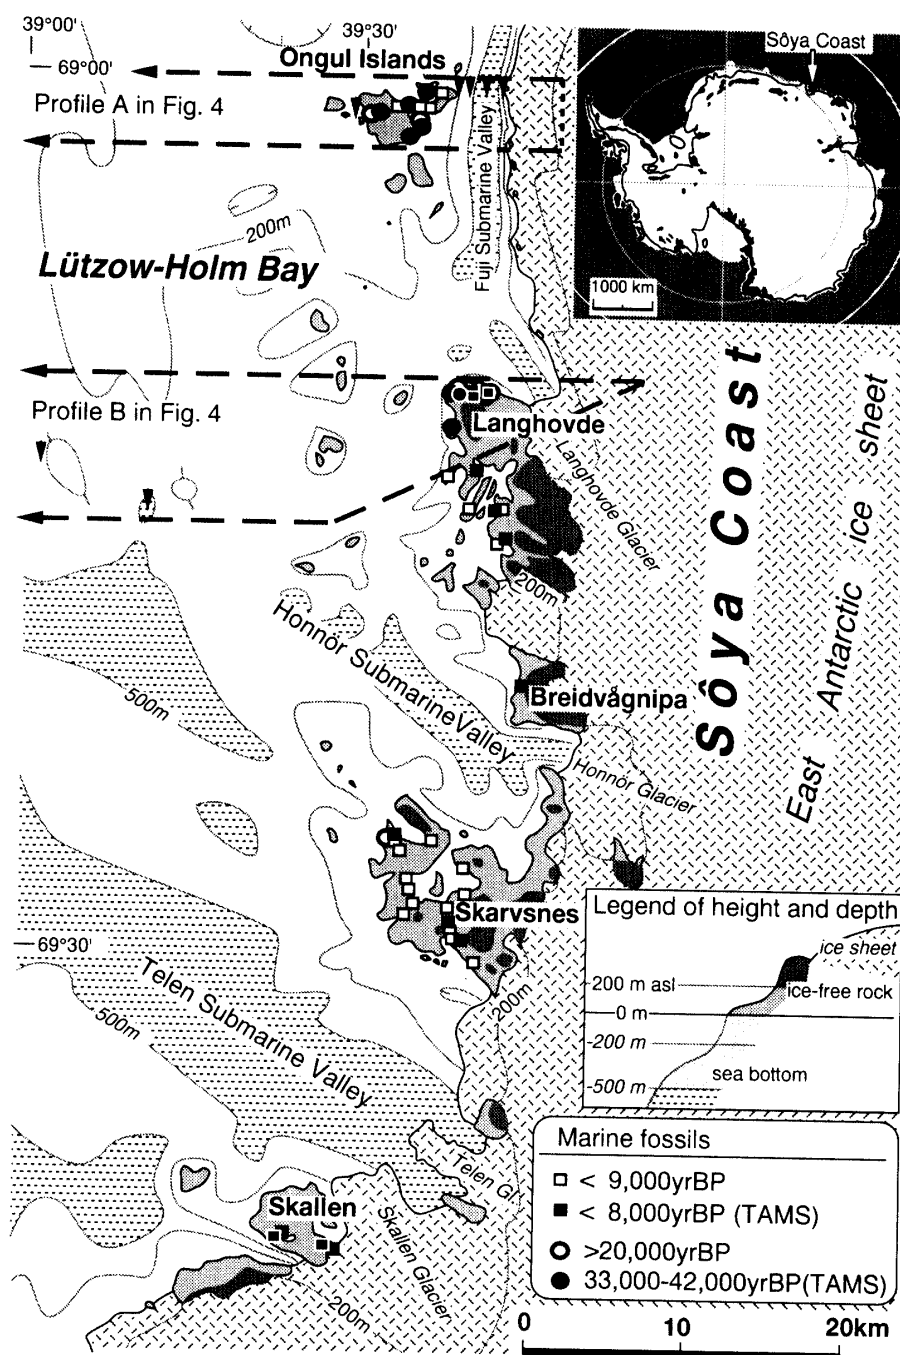 39°00'
39°30'
Sôya Coast
Ongul Islands
69°00'
Profile A in Fig. 4
Fuji Submarine Valley
200m
Lützow-Holm Bay
1000 km
Profile B in Fig. 4
Langhovde
Langhovde Glacier
Sôya Coast
East Antarctic ice sheet
200m
Honnör Submarine Valley
500m
Breidvågnipa
Honnör Glacier
Skarvsnes
69°30'
Telen Submarine Valley
500m
200m
Legend of height and depth
ice sheet
200 m asl
ice-free rock
0 m
-200 m
sea bottom
-500 m
Telen Gl.
Skallen
Skallen Glacier
200m
Marine fossils
< 9,000yrBP
< 8,000yrBP (TAMS)
>20,000yrBP
33,000-42,000yrBP(TAMS)
0 10 20km